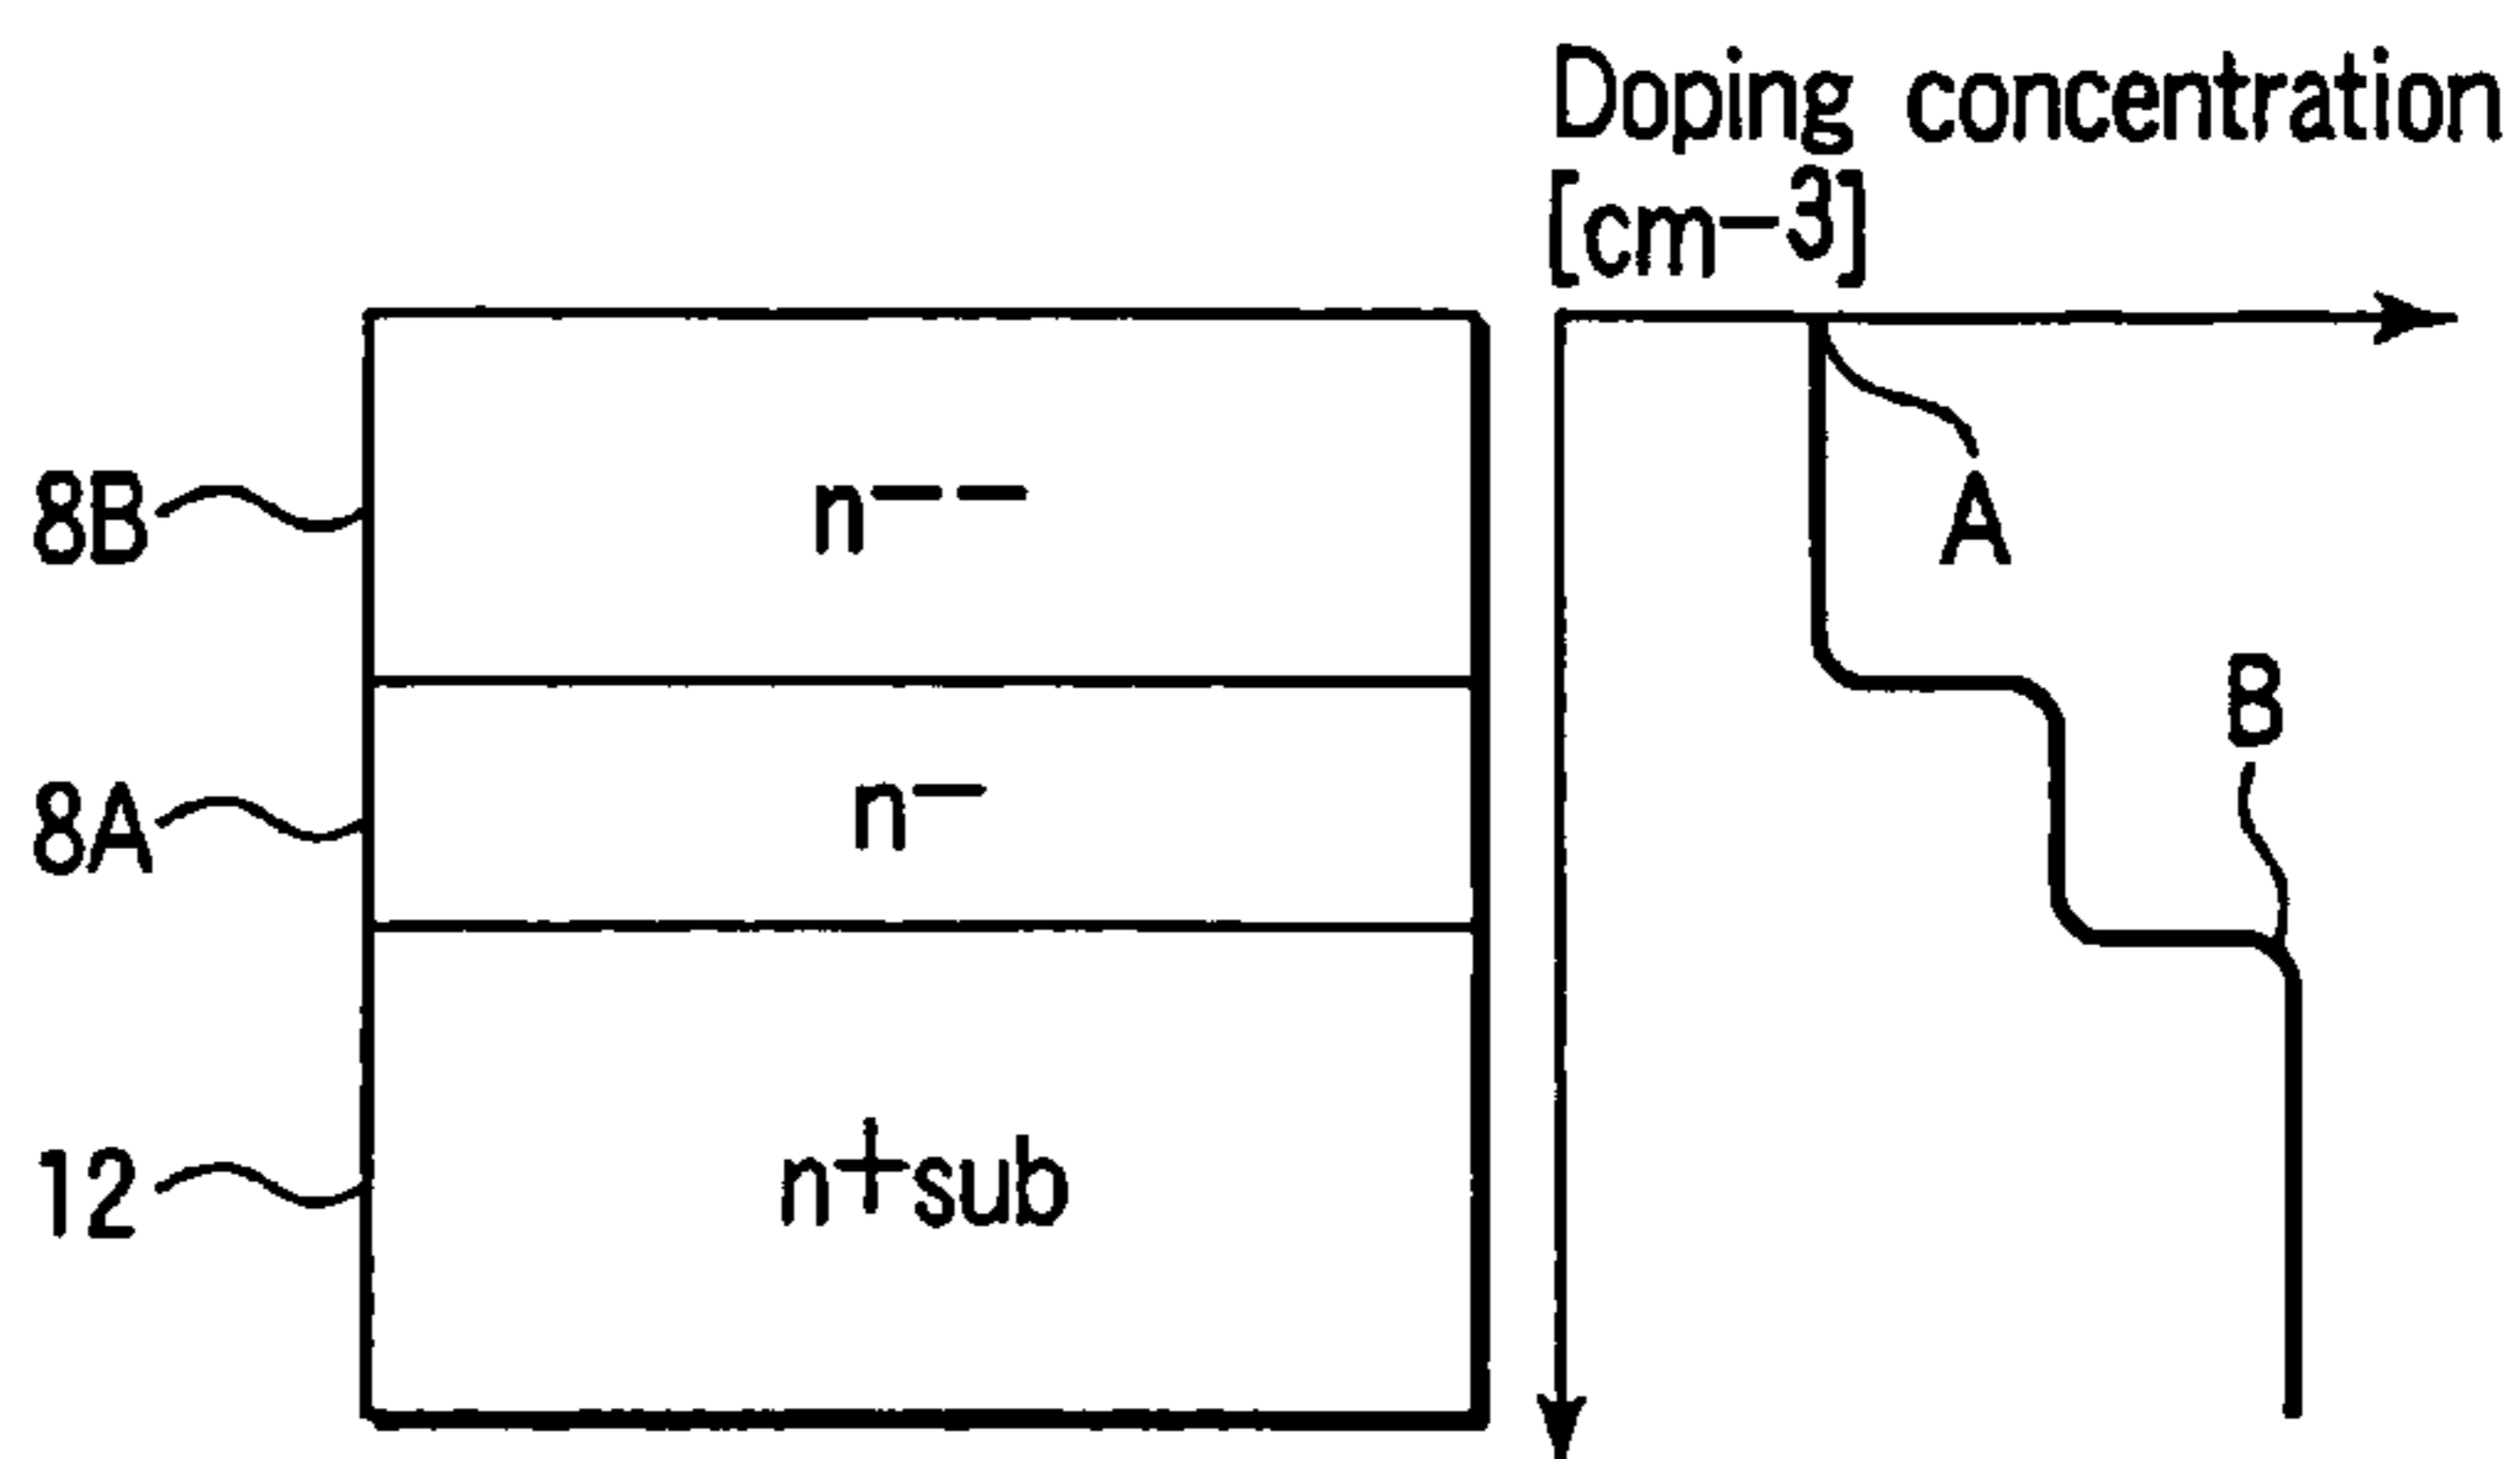 Doping concentration
[cm-3]
8B
n--
A
B
8A
n-
12
n+sub